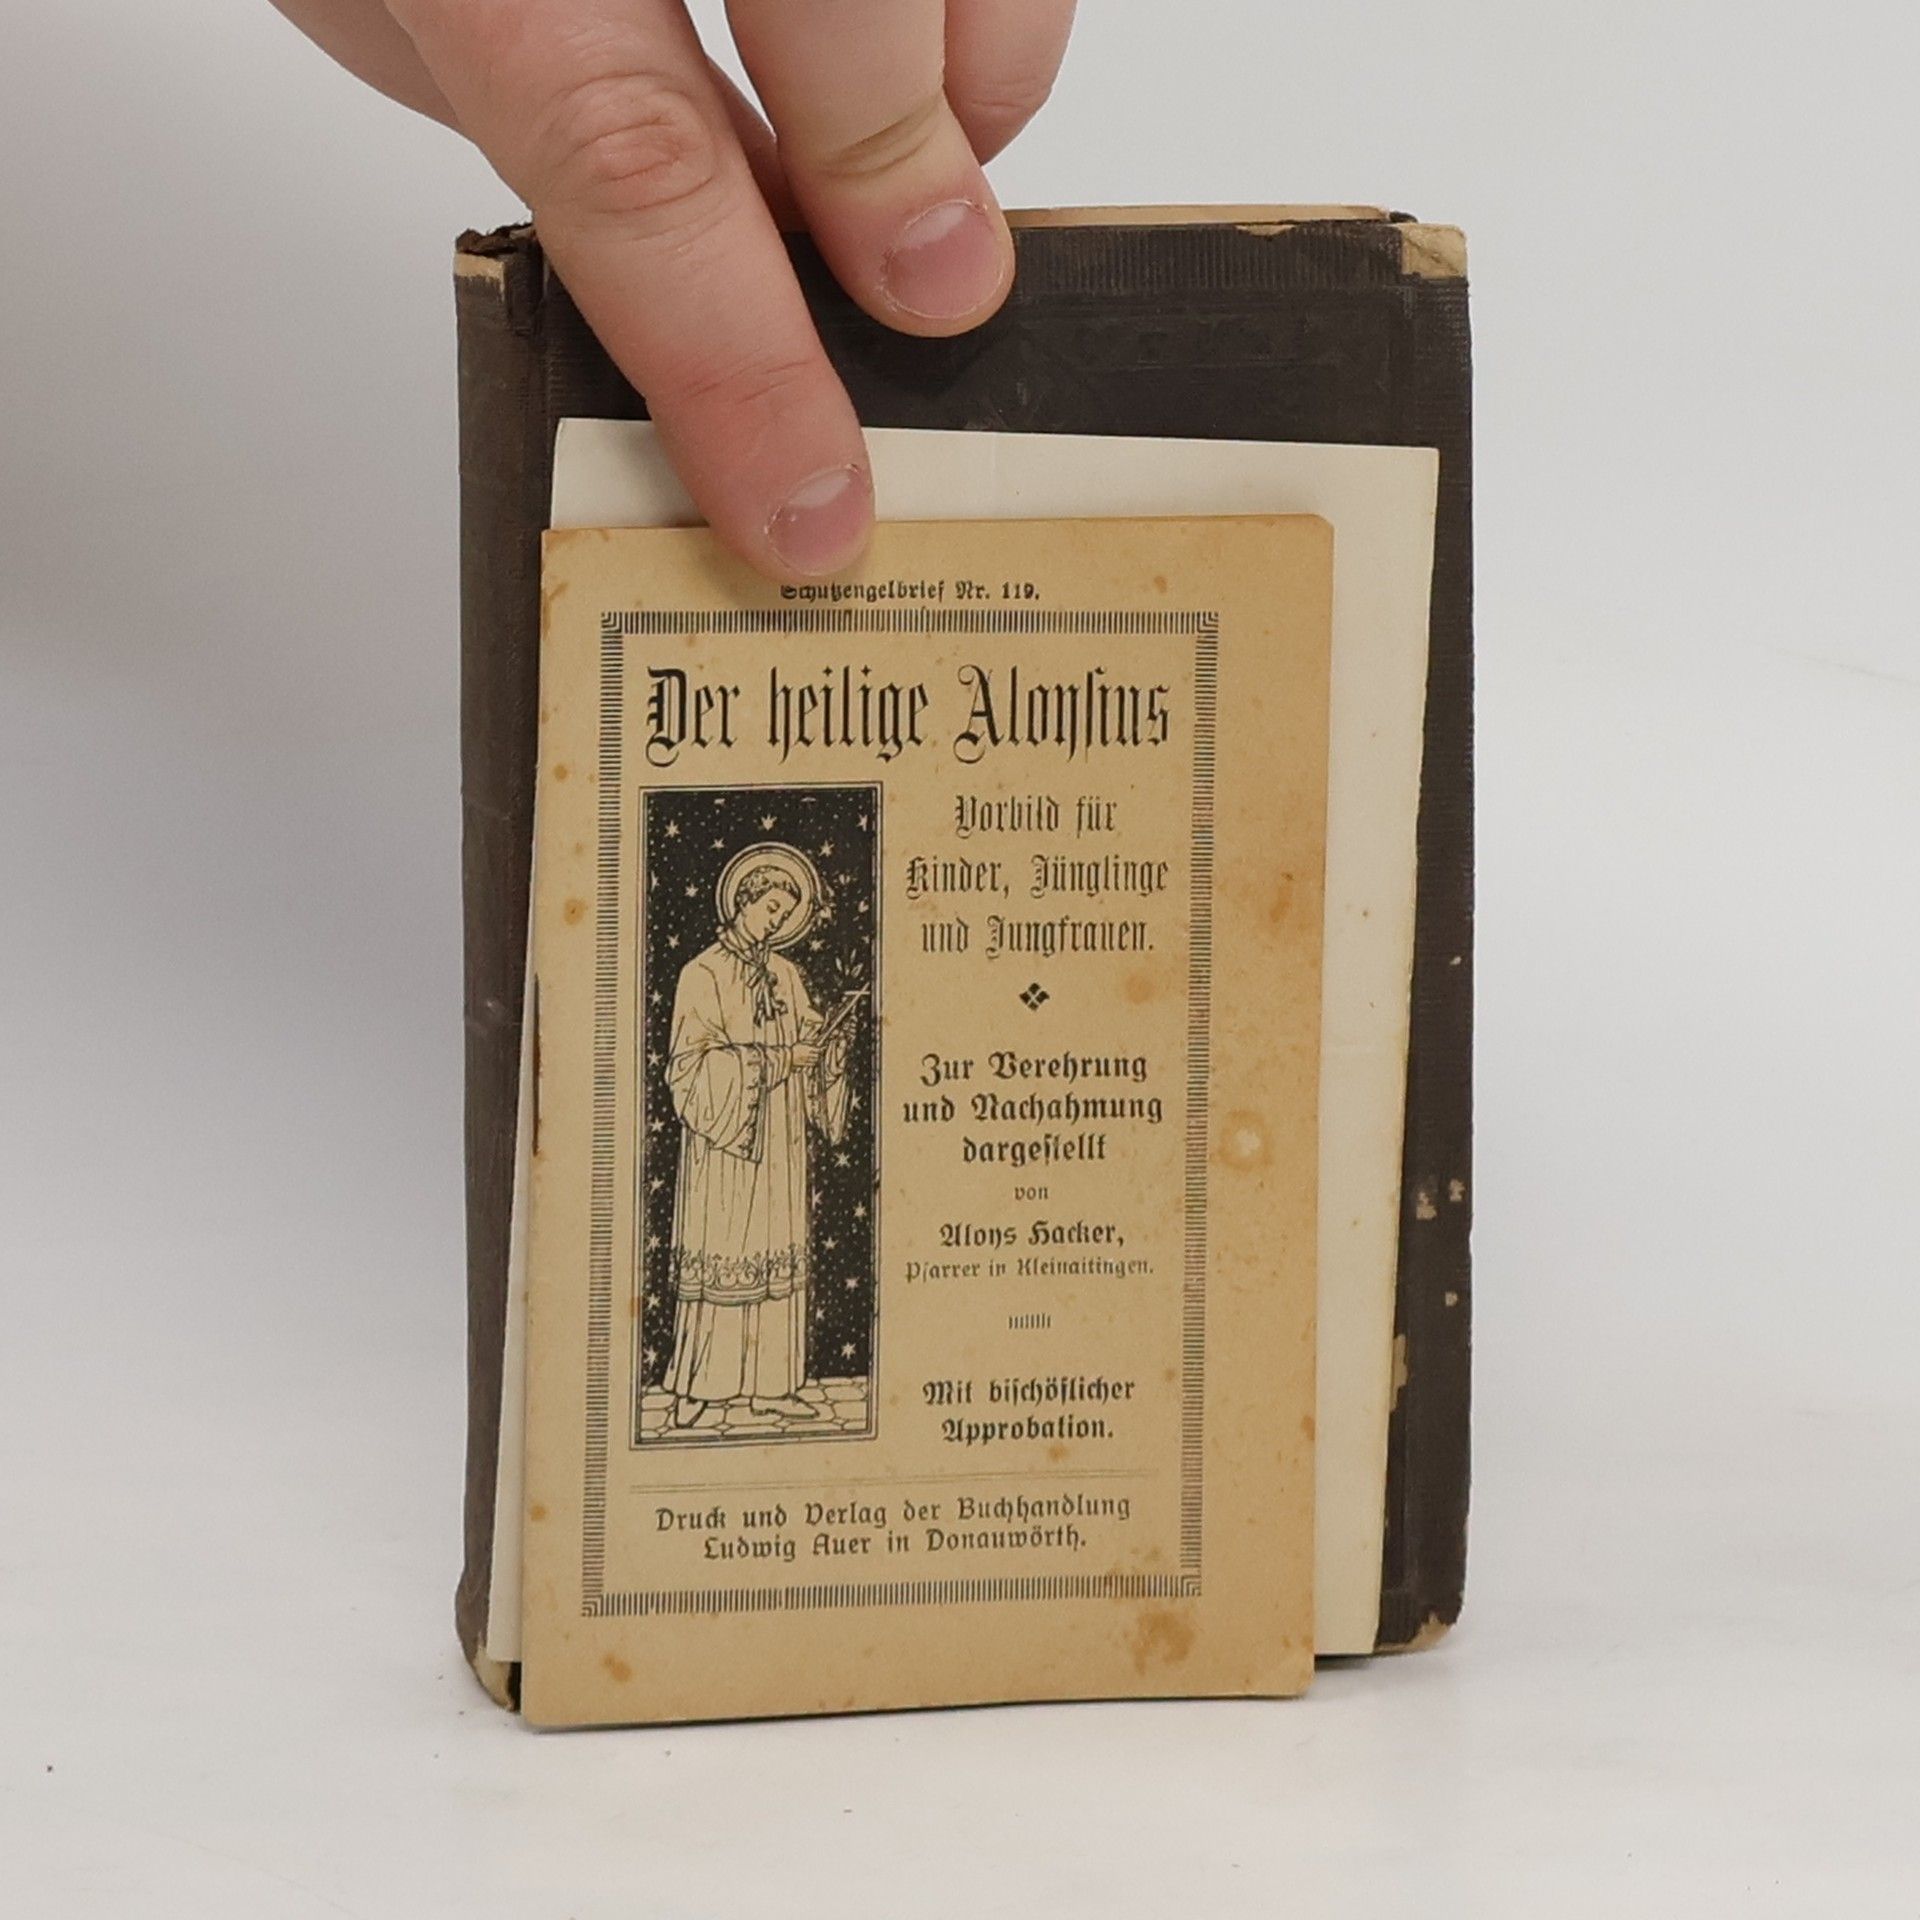 Schutzengelbrief Nr. 119.
Der heilige Aloysius
Vorbild für
Kinder, Jünglinge
und Jungfrauen.
Zur Verehrung
und Nachahmung
dargestellt
von
Aloys Hacker,
Pfarrer in Kleinaitingen.
Mit bischöflicher
Approbation.
Druck und Verlag der Buchhandlung
Ludwig Auer in Donauwörth.